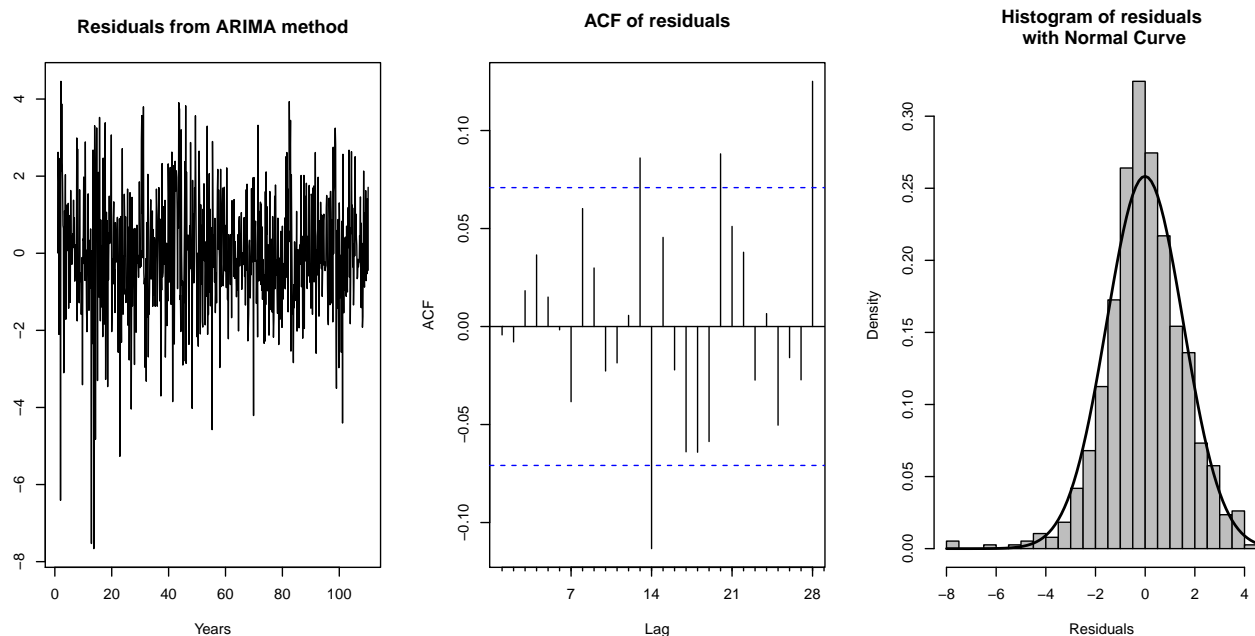 Residuals from ARIMA method
4
2
0
−2
−4
−6
−8
0 20 40 60 80 100
Years
ACF of residuals
0.10
0.05
0.00
−0.05
−0.10
ACF
7 14 21 28
Lag
Histogram of residuals
with Normal Curve
0.30
0.25
0.20
0.15
0.10
0.05
0.00
Density
−8 −6 −4 −2 0 2 4
Residuals